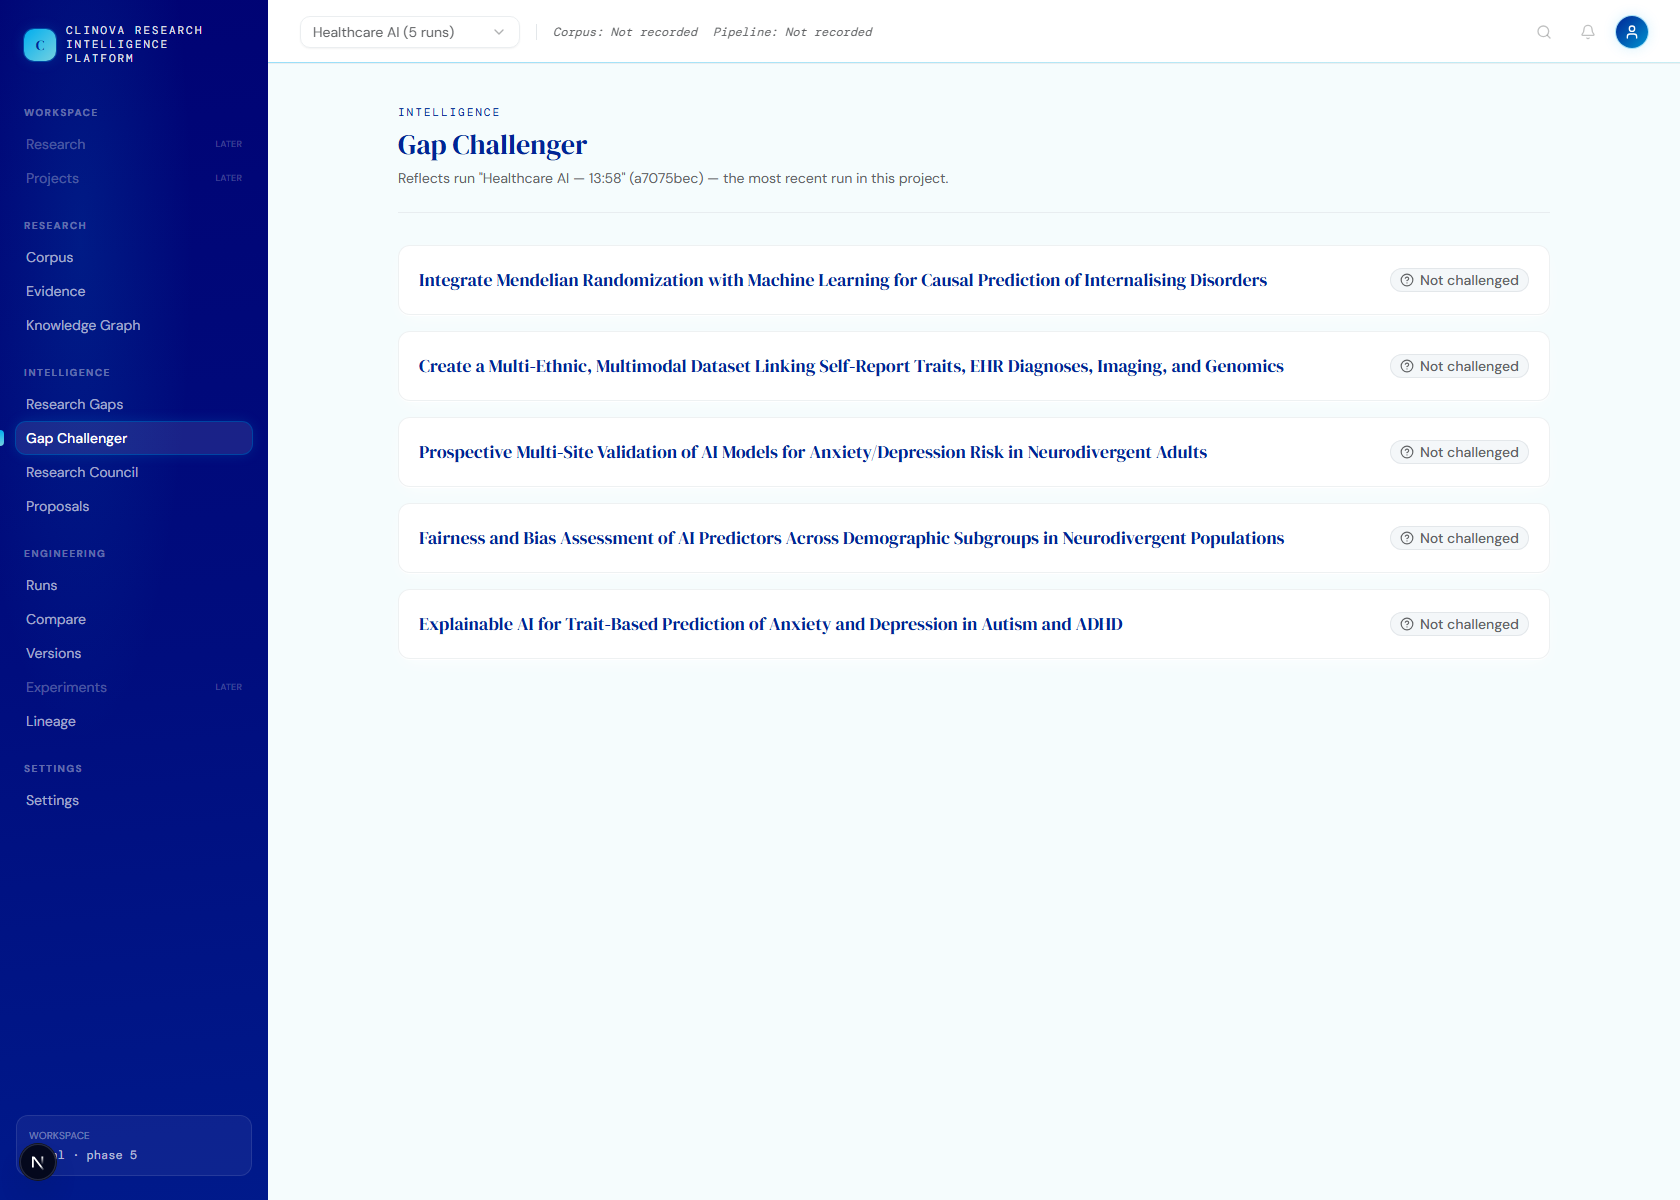 C
CLINOVA RESEARCH
INTELLIGENCE
PLATFORM
WORKSPACE
Research LATER
Projects LATER
RESEARCH
Corpus
Evidence
Knowledge Graph
INTELLIGENCE
Research Gaps
Gap Challenger
Research Council
Proposals
ENGINEERING
Runs
Compare
Versions
Experiments LATER
Lineage
SETTINGS
Settings
WORKSPACE
· phase 5
N
Healthcare AI (5 runs)
Corpus: Not recorded Pipeline: Not recorded
INTELLIGENCE
Gap Challenger
Reflects run "Healthcare AI — 13:58" (a7075bec) — the most recent run in this project.
Integrate Mendelian Randomization with Machine Learning for Causal Prediction of Internalising Disorders Not challenged
Create a Multi-Ethnic, Multimodal Dataset Linking Self-Report Traits, EHR Diagnoses, Imaging, and Genomics Not challenged
Prospective Multi-Site Validation of AI Models for Anxiety/Depression Risk in Neurodivergent Adults Not challenged
Fairness and Bias Assessment of AI Predictors Across Demographic Subgroups in Neurodivergent Populations Not challenged
Explainable AI for Trait-Based Prediction of Anxiety and Depression in Autism and ADHD Not challenged